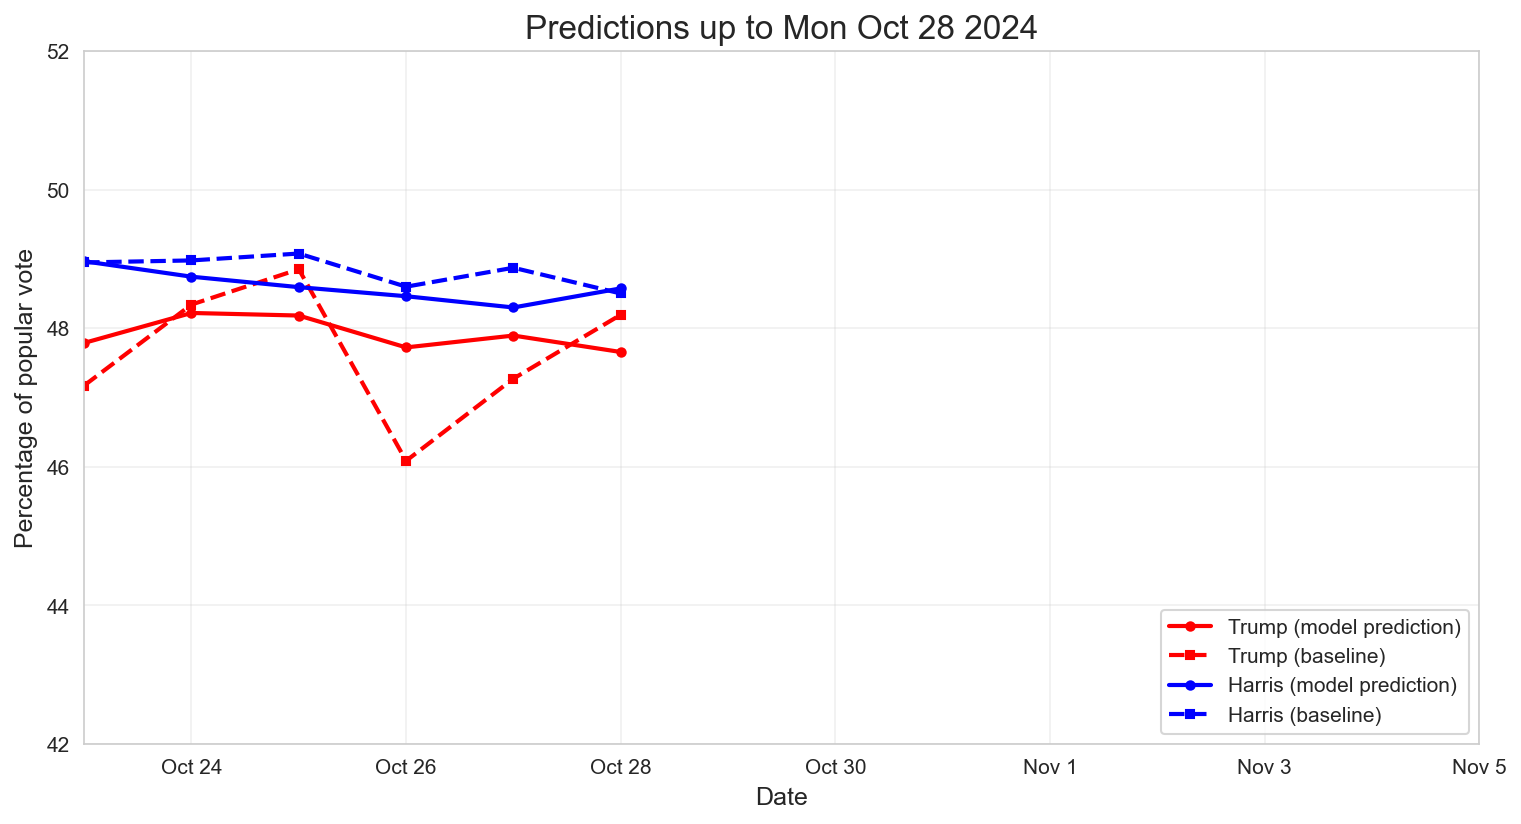 Predictions up to Mon Oct 28 2024
52
50
48
46
44
42
Percentage of popular vote
Trump (model prediction)
Trump (baseline)
Harris (model prediction)
Harris (baseline)
Oct 24 Oct 26 Oct 28 Oct 30 Nov 1 Nov 3 Nov 5
Date